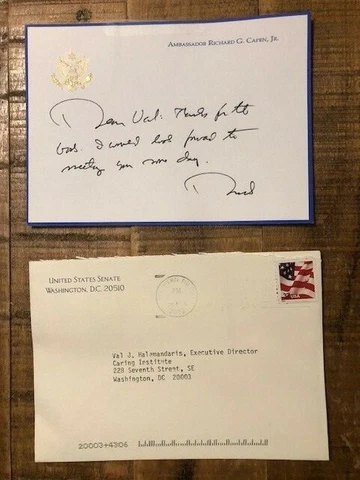 AMBASSADOR RICHARD G. CAPEN, JR.
Dear Val: Thanks for the
book. I would look forward to
meeting you some day.
Dick
UNITED STATES SENATE
WASHINGTON, D.C. 20510
USA
Val J. Halamandaris, Executive Director
Caring Institute
228 Seventh Street, SE
Washington, DC 20003
20003+4306